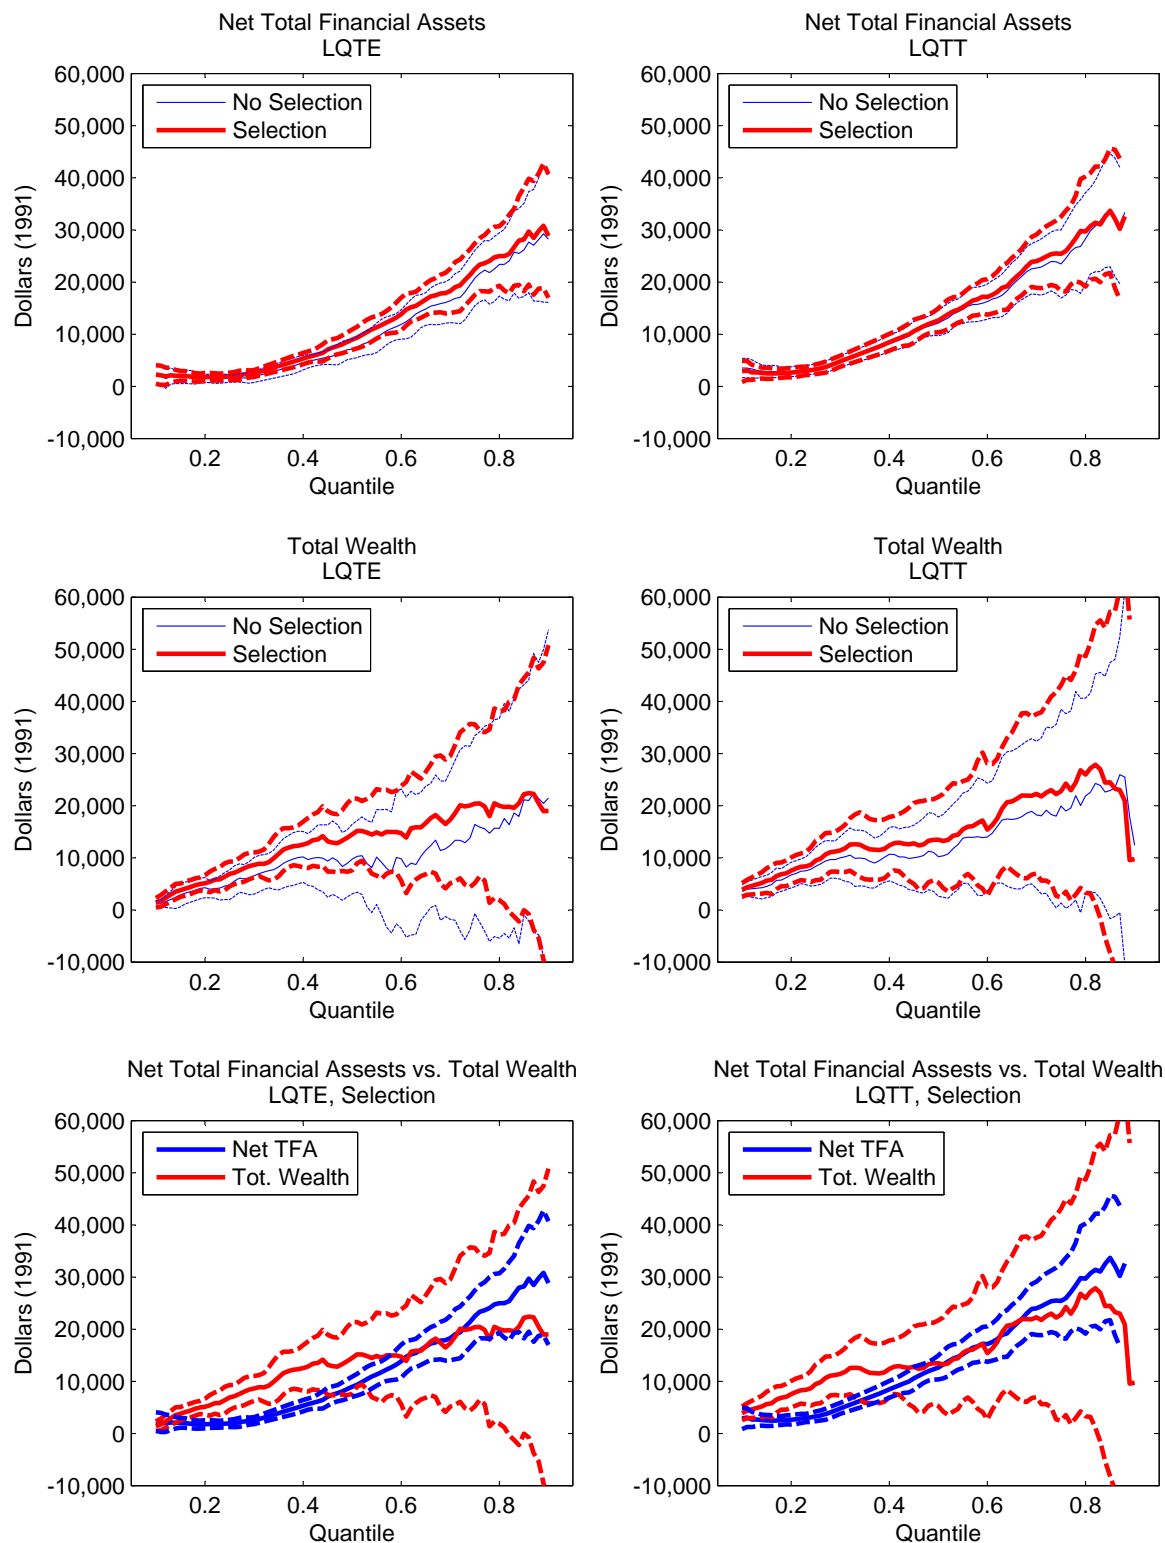 Net Total Financial Assets
LQTE
60,000
50,000
40,000
30,000
20,000
10,000
0
-10,000
Dollars (1991)
No Selection
Selection
0.2
0.4
0.6
0.8
Quantile
Net Total Financial Assets
LQTT
60,000
50,000
40,000
30,000
20,000
10,000
0
-10,000
Dollars (1991)
No Selection
Selection
0.2
0.4
0.6
0.8
Quantile
Total Wealth
LQTE
60,000
50,000
40,000
30,000
20,000
10,000
0
-10,000
Dollars (1991)
No Selection
Selection
0.2
0.4
0.6
0.8
Quantile
Total Wealth
LQTT
60,000
50,000
40,000
30,000
20,000
10,000
0
-10,000
Dollars (1991)
No Selection
Selection
0.2
0.4
0.6
0.8
Quantile
Net Total Financial Assests vs. Total Wealth
LQTE, Selection
60,000
50,000
40,000
30,000
20,000
10,000
0
-10,000
Dollars (1991)
Net TFA
Tot. Wealth
0.2
0.4
0.6
0.8
Quantile
Net Total Financial Assests vs. Total Wealth
LQTT, Selection
60,000
50,000
40,000
30,000
20,000
10,000
0
-10,000
Dollars (1991)
Net TFA
Tot. Wealth
0.2
0.4
0.6
0.8
Quantile